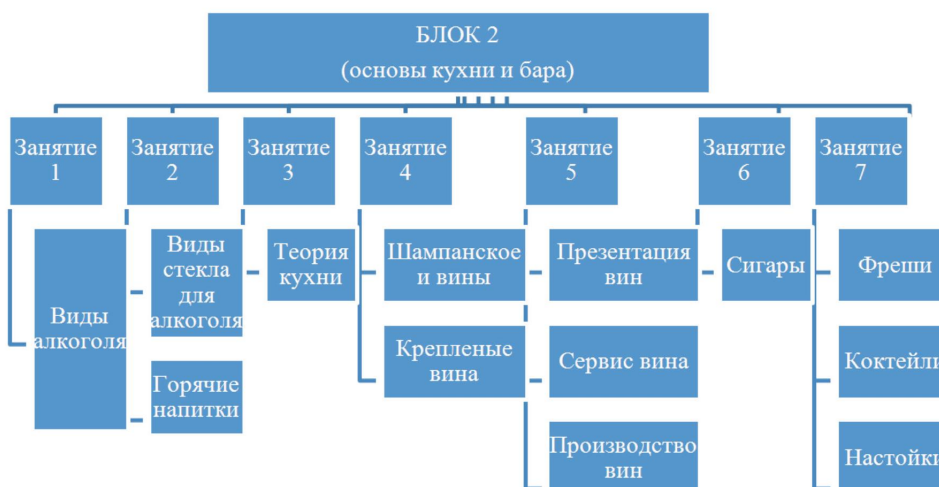 БЛОК 2
(основы кухни и бара)
Занятие
1
Занятие
2
Занятие
3
Занятие
4
Занятие
5
Занятие
6
Занятие
7
Виды
алкоголя
Виды
стекла
для
алкоголя
Горячие
напитки
Теория
кухни
Шампанское
и вины
Крепленые
вина
Презентация
вин
Сервис вина
Производство
вин
Сигары
Фреши
Коктейли
Настойки